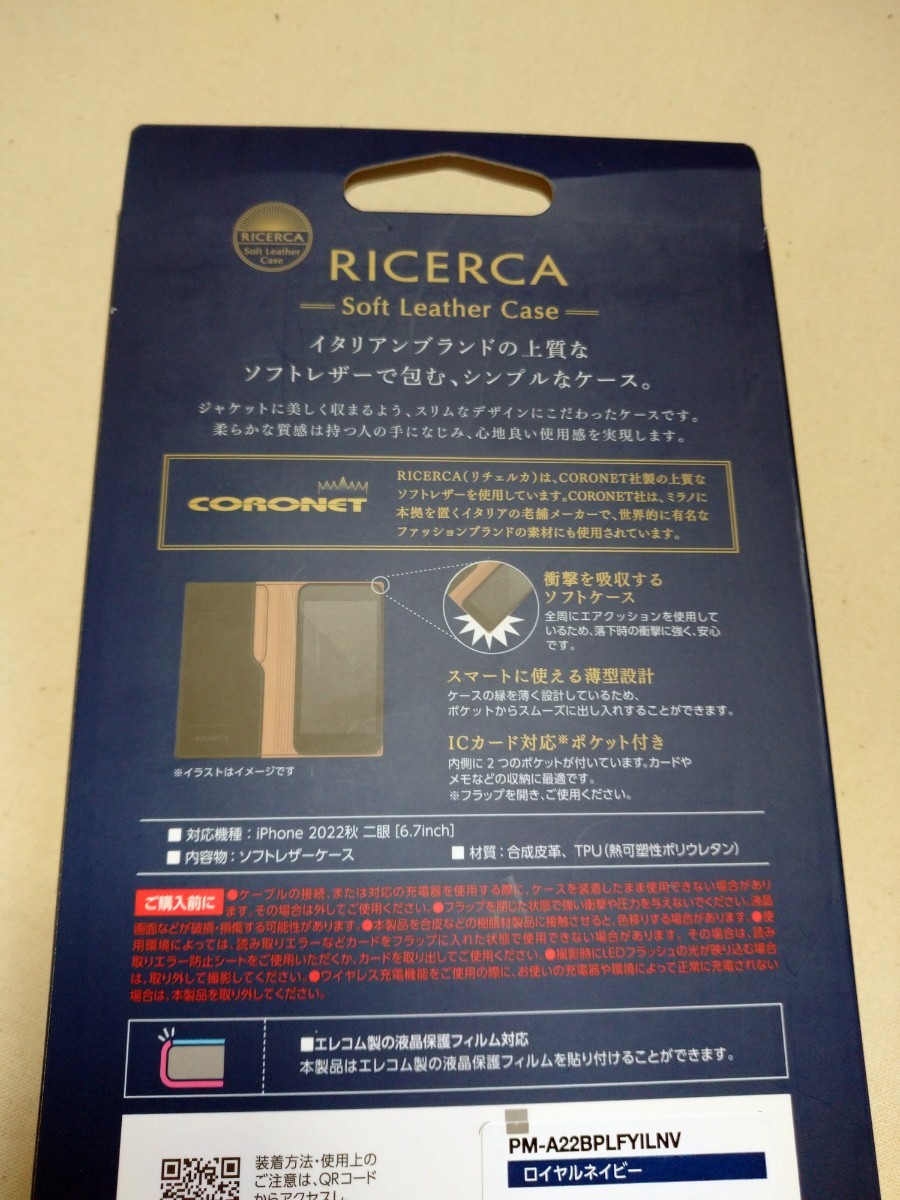 RICERCA
Soft Leather
Case
RICERCA
Soft Leather Case
イタリアンブランドの上質な
ソフトレザーで包む、シンプルなケース。
ジャケットに美しく収まるよう、スリムなデザインにこだわったケースです。
柔らかな質感は持つ人の手になじみ、心地良い使用感を実現します。
CORONET
RICERCA(リチェルカ)は、CORONET社製の上質な
ソフトレザーを使用しています。CORONET社は、ミラノに
本拠を置くイタリアの老舗メーカーで、世界的に有名な
ファッションブランドの素材にも使用されています。
RICERCA
※イラストはイメージです
衝撃を吸収する
ソフトケース
全周にエアクッションを使用して
いるため、落下時の衝撃に強く、安心
です。
スマートに使える薄型設計
ケースの縁を薄く設計しているため、
ポケットからスムーズに出し入れすることができます。
ICカード対応※ポケット付き
内側に2つのポケットが付いています。カードや
メモなどの収納に最適です。
※フラップを開き、ご使用ください。
■対応機種:iPhone 2022秋 二眼 [6.7inch]
■内容物:ソフトレザーケース
■材質:合成皮革、TPU(熱可塑性ポリウレタン)
ご購入前に
●ケーブルの接続、または対応の充電器を使用する際に、ケースを装着したまま使用できない場合があり
ます。その場合は外してご使用ください。●フラップを閉じた状態で強い衝撃や圧力を与えないでください。液晶
画面などが破損・損傷する可能性があります。●本製品を合皮などの樹脂材製品に接触させると、色移りする場合があります。●使
用環境によっては、読み取りエラーなどカードをフラップに入れた状態で使用できない場合があります。その場合は、読み
取りエラー防止シートをご使用いただくか、カードを取り出してご使用ください。●撮影時にLEDフラッシュの光が映り込む場合
は、取り外して撮影してください。●ワイヤレス充電機能をご使用の際に、お使いの充電器や環境によって正常に充電されない
場合は、本製品を取り外してください。
■エレコム製の液晶保護フィルム対応
本製品はエレコム製の液晶保護フィルムを貼り付けることができます。
装着方法・使用上の
ご注意は、QRコード
からアクセスし、
PM-A22BPLFYILNV
ロイヤルネイビー